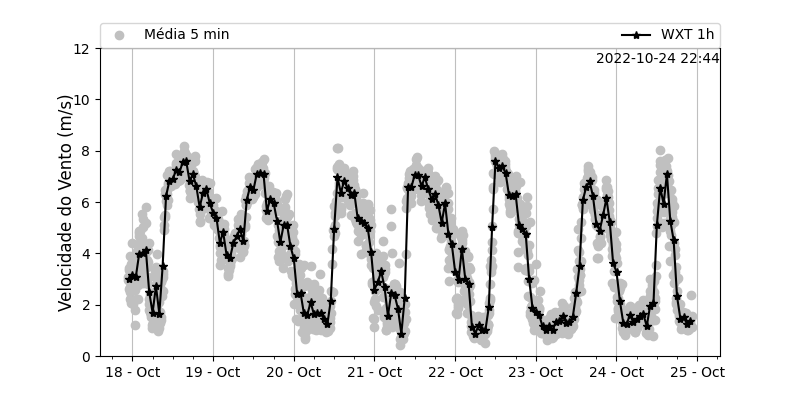 Média 5 min
WXT 1h
2022-10-24 22:44
Velocidade do Vento (m/s)
12
10
8
6
4
2
0
18 - Oct
19 - Oct
20 - Oct
21 - Oct
22 - Oct
23 - Oct
24 - Oct
25 - Oct